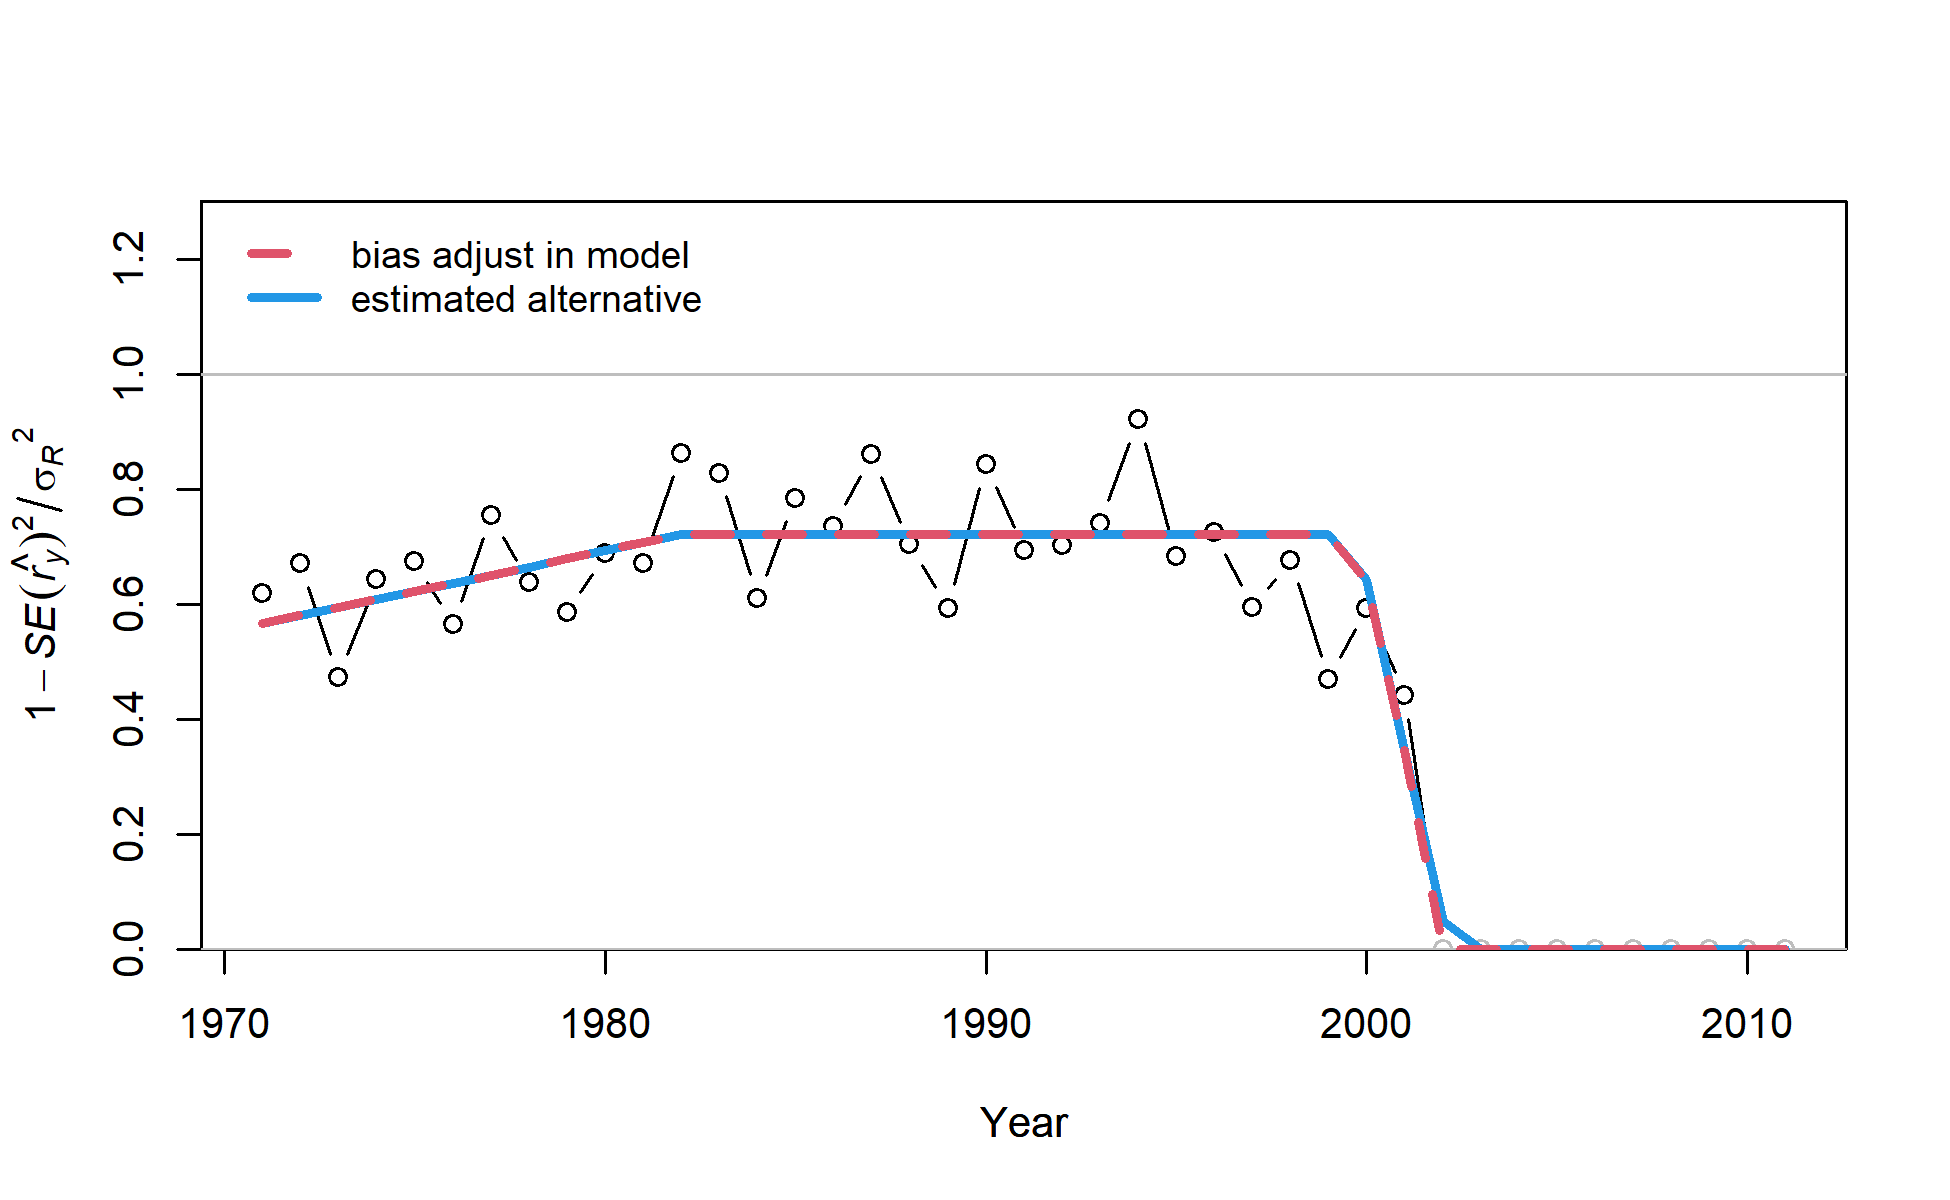 bias adjust in model
estimated alternative
1.2
1.0
0.8
0.6
0.4
0.2
0.0
1 − SE(r̂y)² / σR²
1970 1980 1990 2000 2010
Year